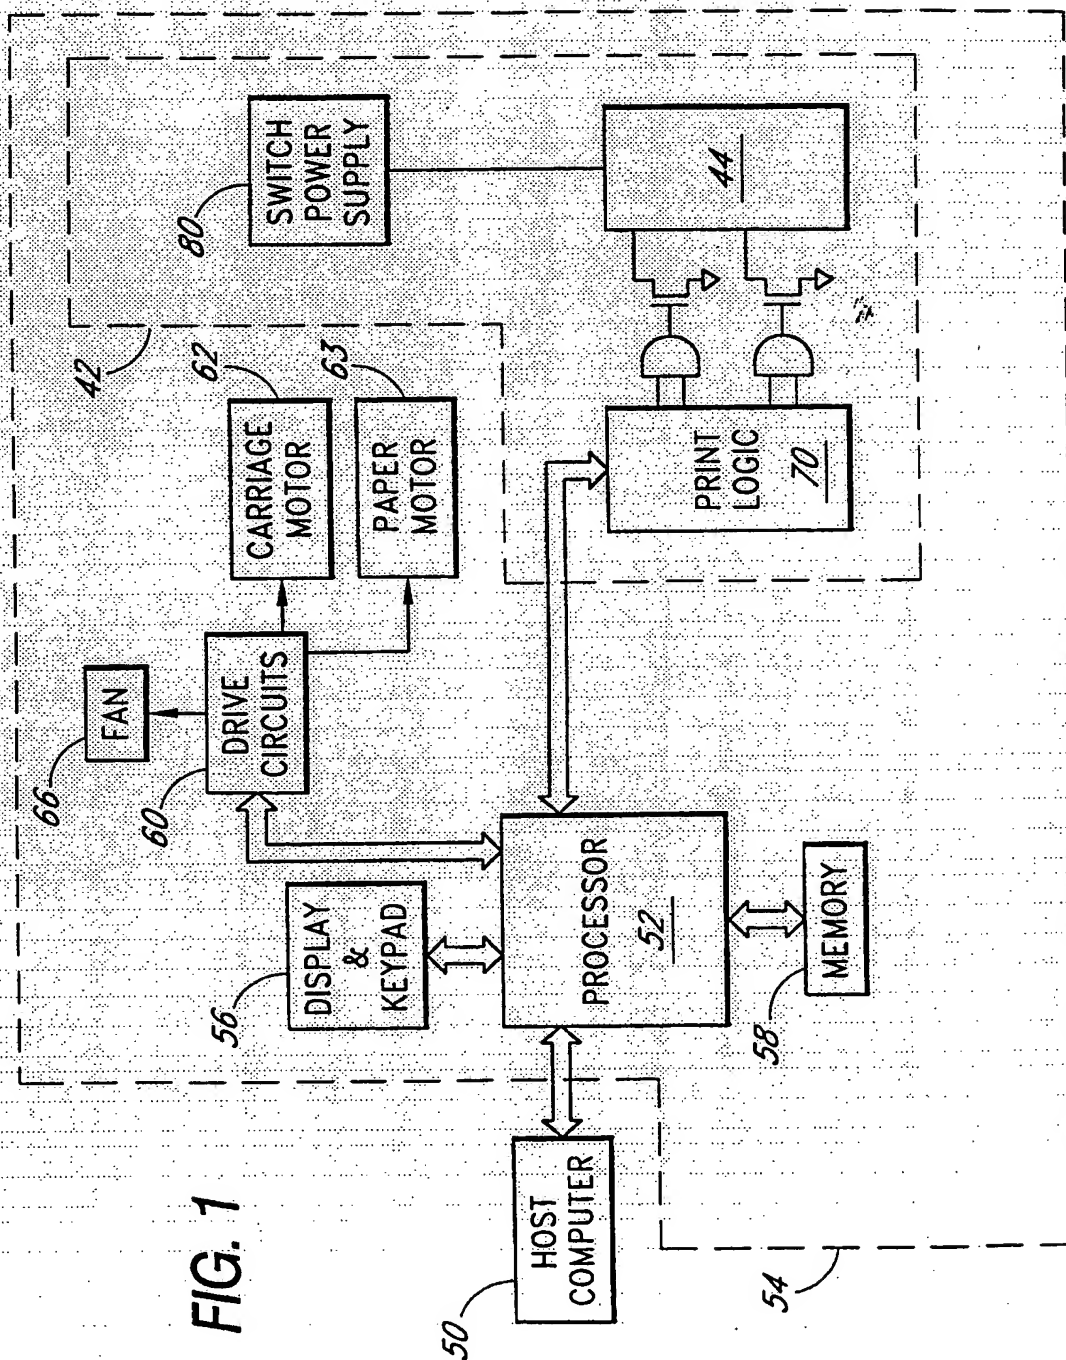 FIG. 1
50
HOST
COMPUTER
54
56
DISPLAY
&
KEYPAD
PROCESSOR
52
58
MEMORY
66
FAN
60
DRIVE
CIRCUITS
62
CARRIAGE
MOTOR
63
PAPER
MOTOR
42
80
SWITCH
POWER
SUPPLY
PRINT
LOGIC
70
44